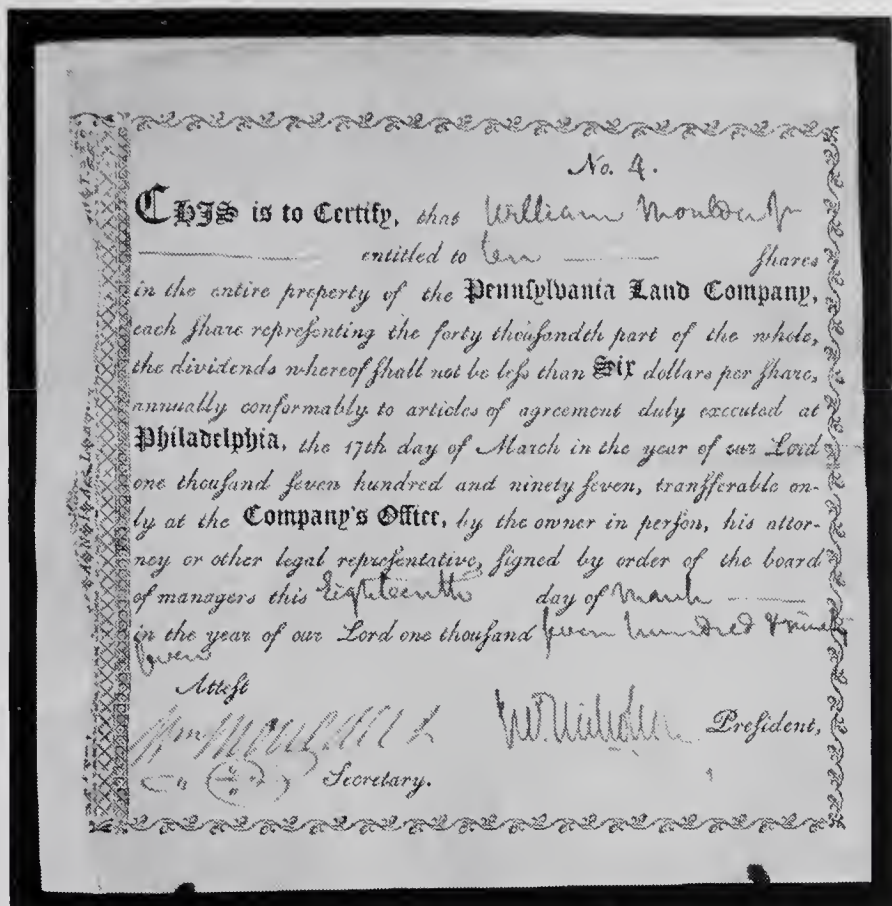 No. 4.
THIS is to Certify, that William Moulder Jr
entitled to ten shares
in the entire property of the Pennſylvania Land Company,
each ſhare repreſenting the forty thouſandth part of the whole,
the dividends whereof ſhall not be leſs than Six dollars per ſhare,
annually conformably to articles of agreement duly executed at
Philadelphia, the 17th day of March in the year of our Lord
one thouſand ſeven hundred and ninety ſeven, transſferable on-
ly at the Company's Office, by the owner in perſon, his attor-
ney or other legal repreſentative, ſigned by order of the board
of managers this Eighteenth day of March
in the year of our Lord one thouſand ſeven hundred & ninety
ſeven
Atteſt
Wm President,
Secretary.